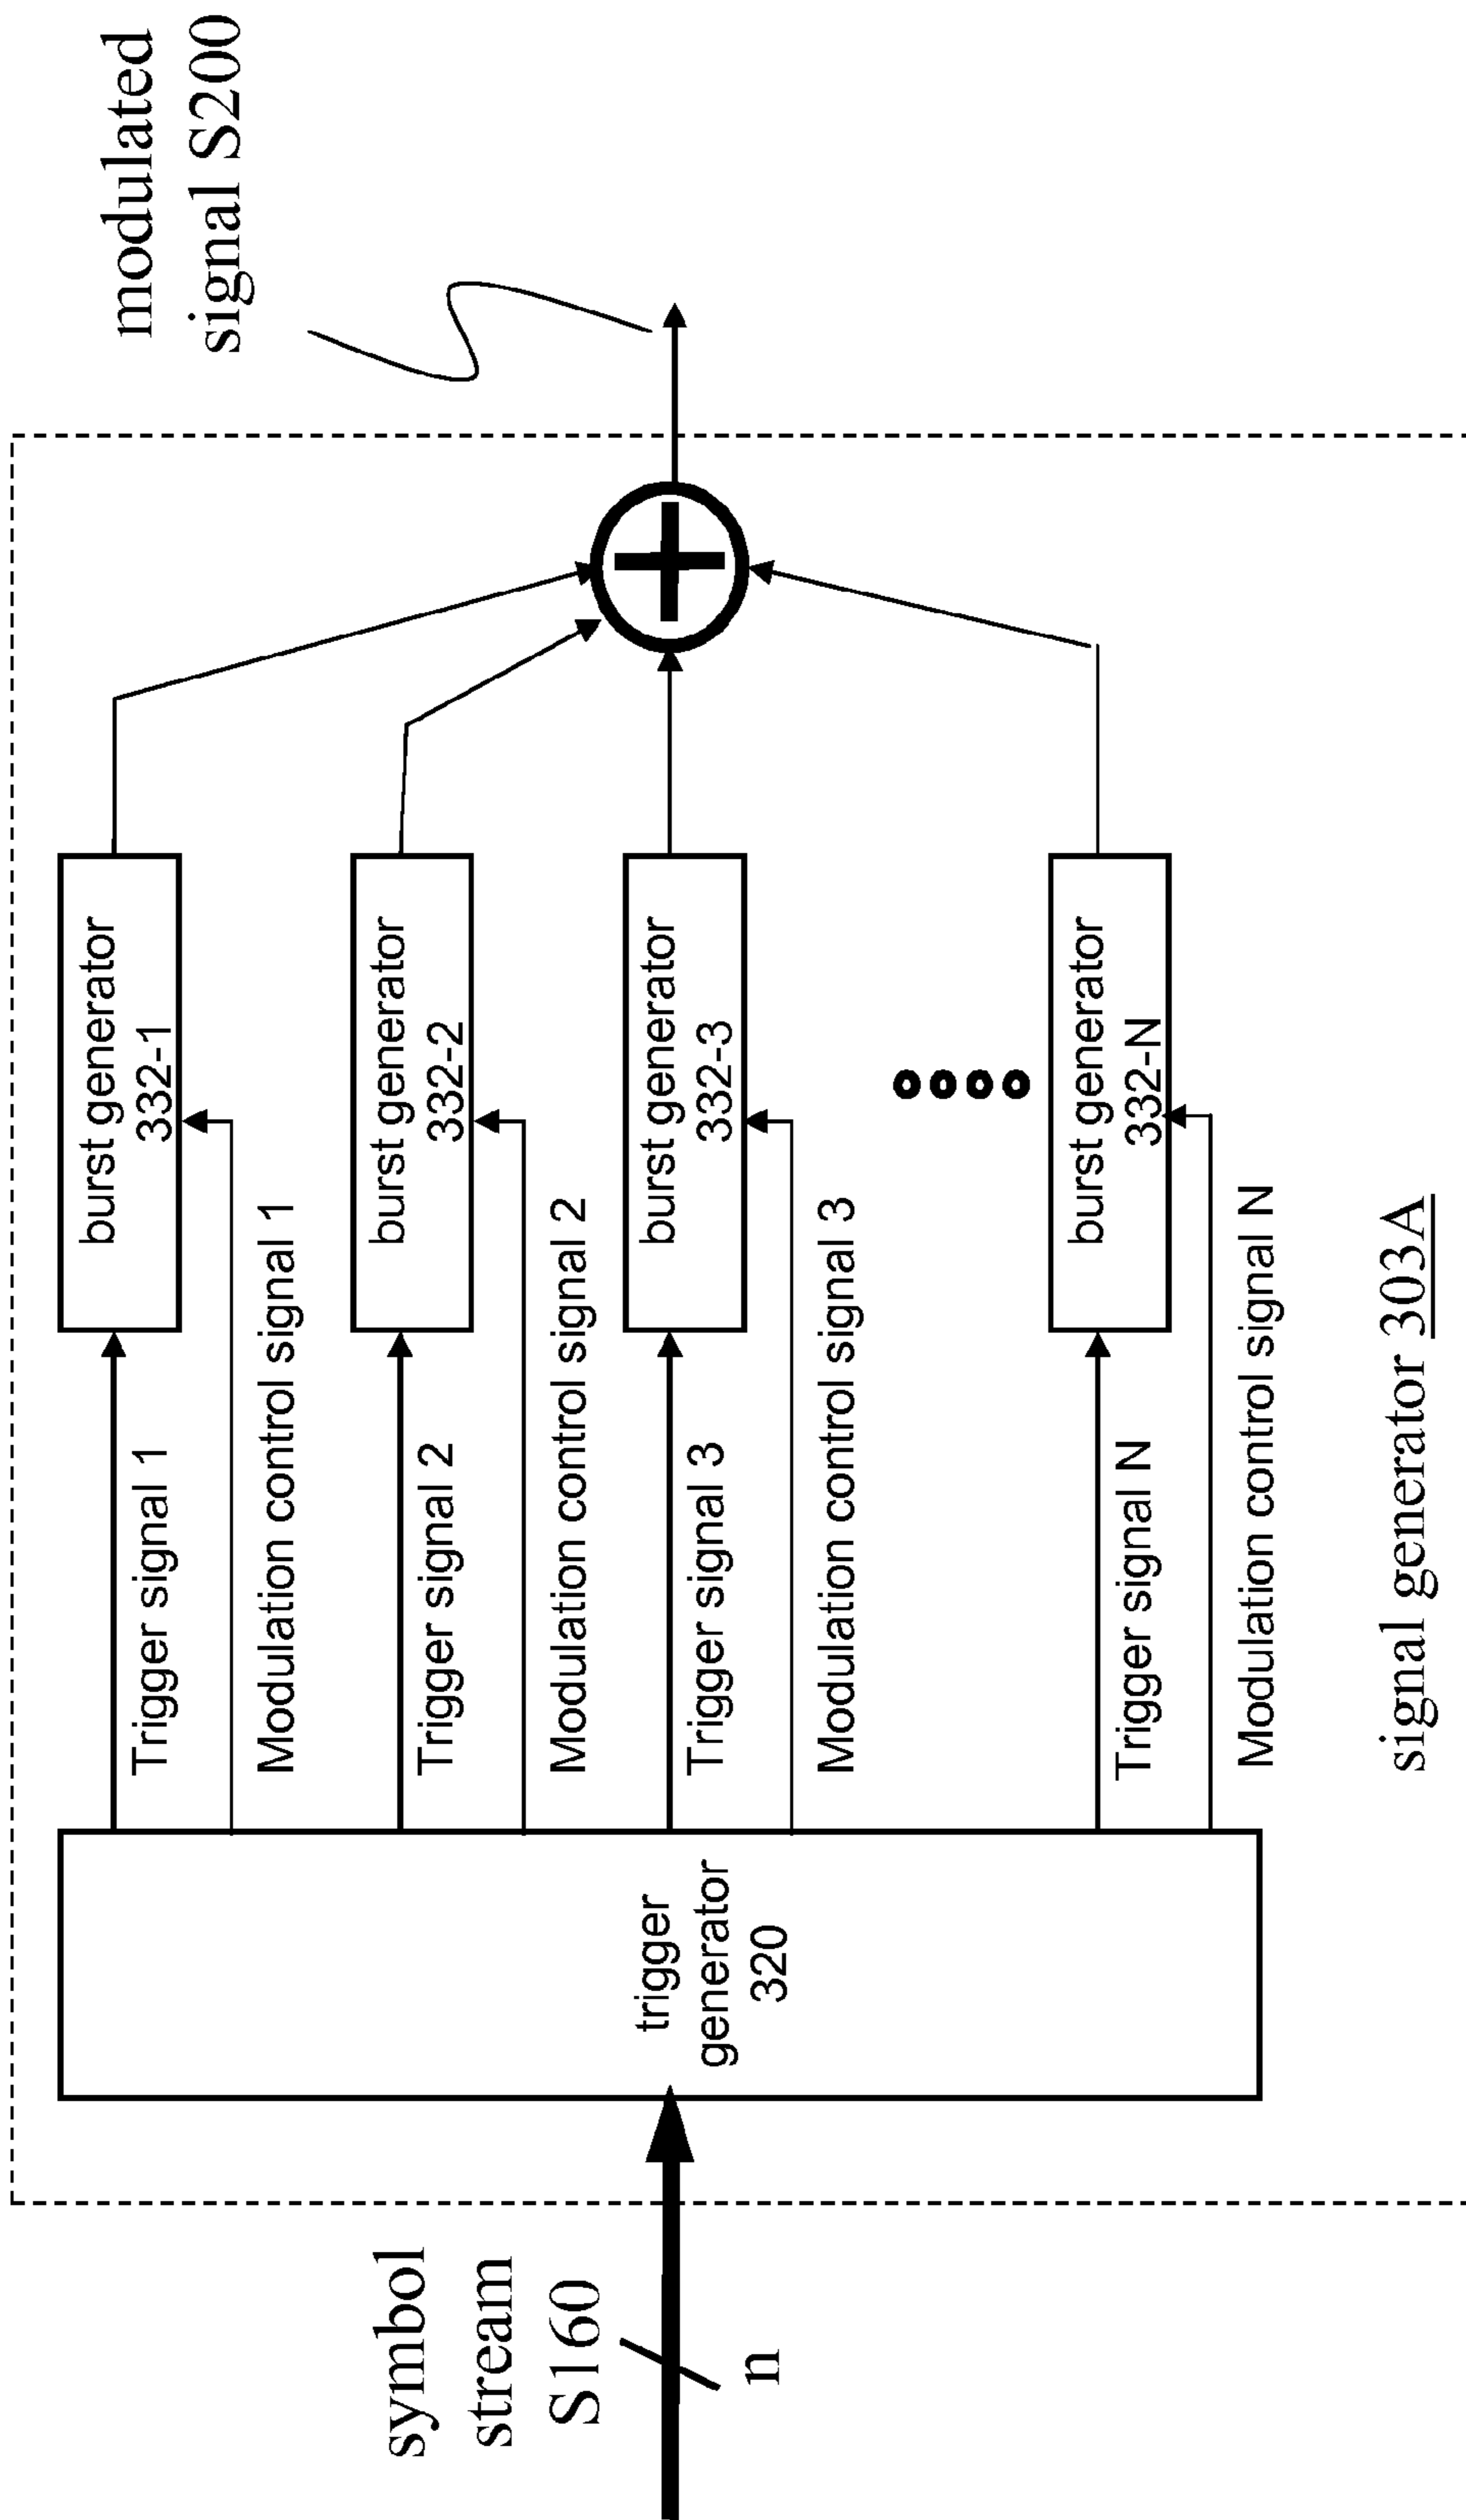 symbol
stream
S160
n
trigger
generator
320
Trigger signal 1
Modulation control signal 1
Trigger signal 2
Modulation control signal 2
Trigger signal 3
Modulation control signal 3
Trigger signal N
Modulation control signal N
burst generator
332-1
burst generator
332-2
burst generator
332-3
burst generator
332-N
modulated
signal S200
signal generator 303A